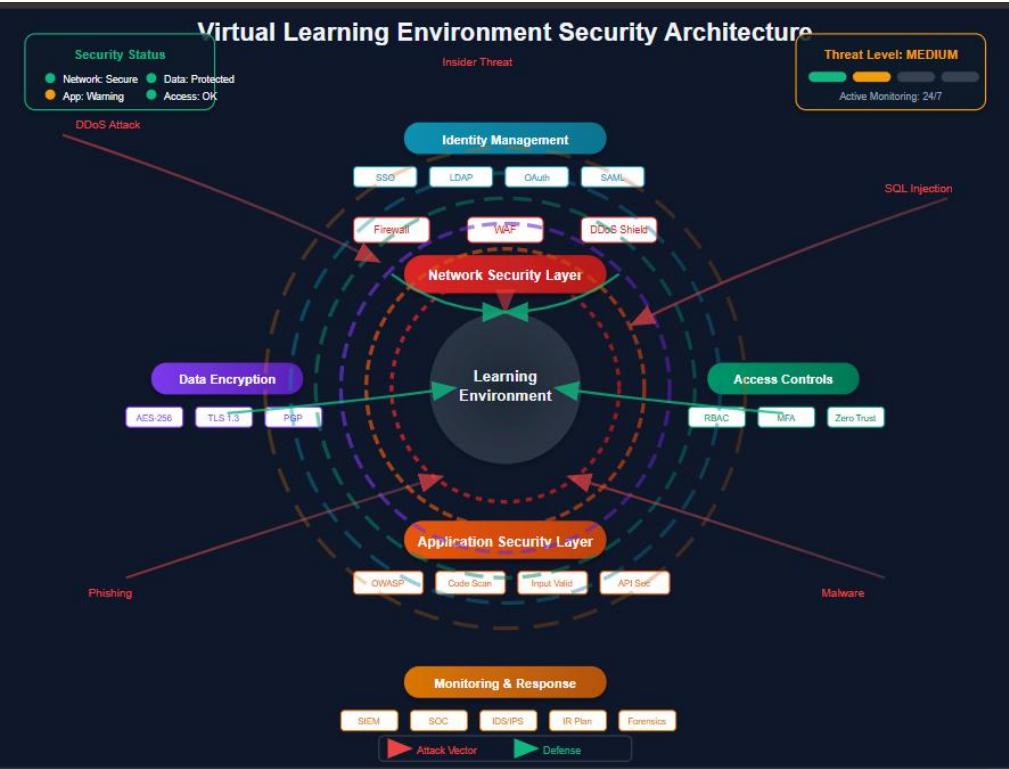 Virtual Learning Environment Security Architecture
Security Status
Network: Secure
Data: Protected
App: Warning
Access: OK
Insider Threat
Threat Level: MEDIUM
Active Monitoring: 24/7
DDoS Attack
Identity Management
SSO
LDAP
OAuth
SAML
SQL Injection
Firewall
WAF
DDoS Shield
Network Security Layer
Learning
Environment
Data Encryption
AES-256
TLS 1.3
PGP
Access Controls
RBAC
MFA
Zero Trust
Application Security Layer
OWASP
Code Scan
Input Valid
API Sec
Phishing
Malware
Monitoring & Response
SIEM
SOC
IDS/IPS
IR Plan
Forensics
Attack Vector
Defense